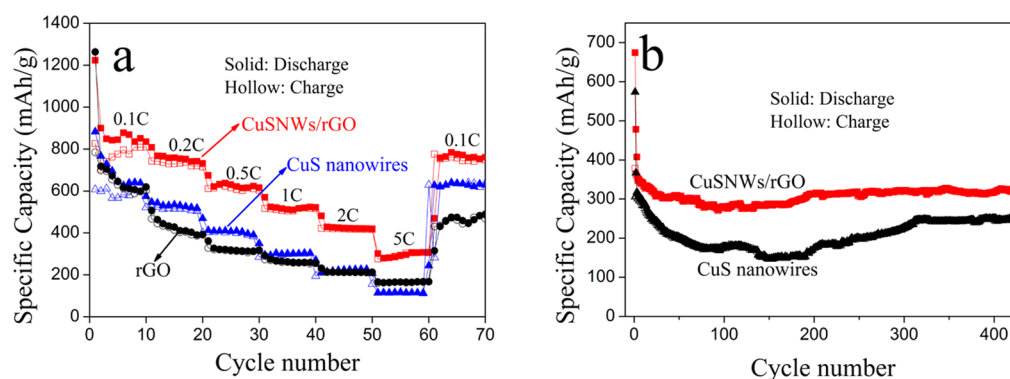 a
Solid: Discharge
Hollow: Charge
0.1C
0.2C
CuSNWs/rGO
0.5C
CuS nanowires
1C
2C
5C
0.1C
rGO
Specific Capacity (mAh/g)
1400
1200
1000
800
600
400
200
0
0 10 20 30 40 50 60 70
Cycle number
b
Solid: Discharge
Hollow: Charge
CuSNWs/rGO
CuS nanowires
Specific Capacity (mAh/g)
700
600
500
400
300
200
100
0
0 100 200 300 400
Cycle number